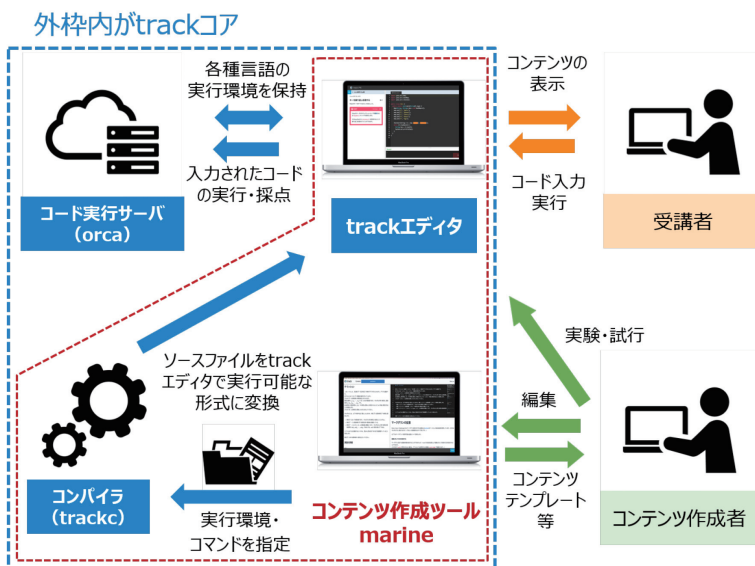 外枠内がtrackコア
各種言語の
実行環境を保持
入力されたコード
の実行・採点
コード実行サーバ
（orca）
trackエディタ
コンテンツの
表示
コード入力
実行
受講者
ソースファイルをtrack
エディタで実行可能な
形式に変換
コンパイラ
（trackc）
実行環境・
コマンドを指定
コンテンツ作成ツール
marine
実験・試行
編集
コンテンツ
テンプレート
等
コンテンツ作成者